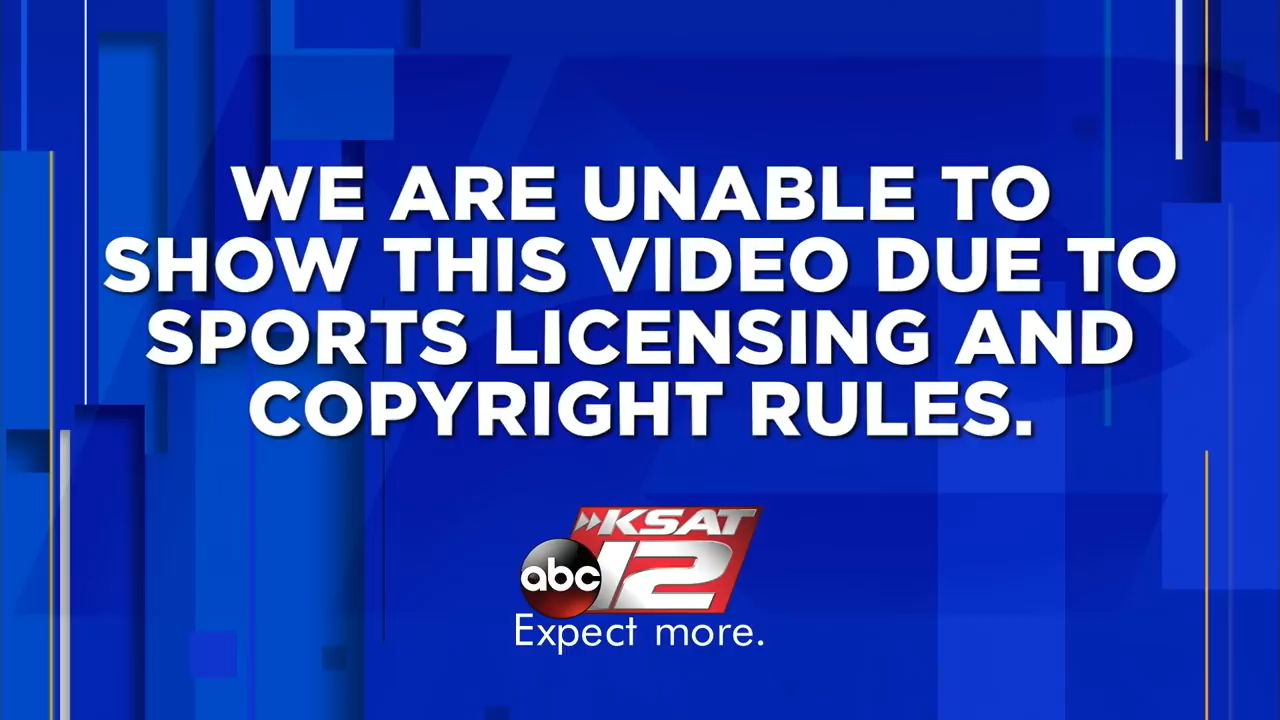 WE ARE UNABLE TO
SHOW THIS VIDEO DUE TO
SPORTS LICENSING AND
COPYRIGHT RULES.
KSAT
abc 12
Expect more.